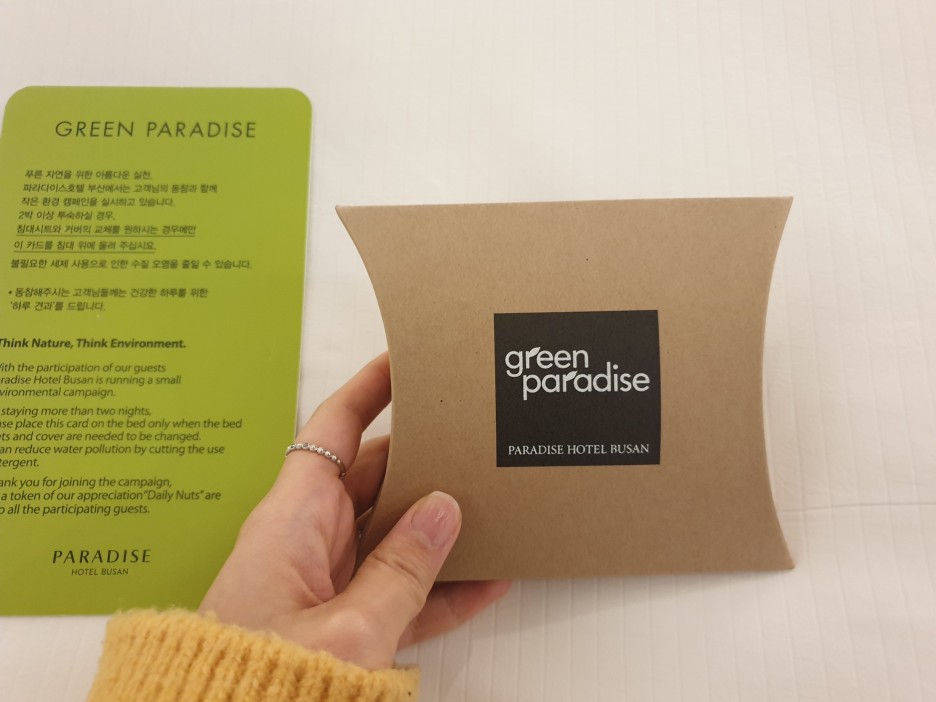 GREEN PARADISE
푸른 자연을 위한 아름다운 실천.
파라다이스호텔 부산에서는 고객님의 동참과 함께
작은 환경 캠페인을 실시하고 있습니다.
2박 이상 투숙하실 경우,
침대시트와 커버의 교체를 원하시는 경우에만
이 카드를 침대 위에 올려 주십시요.
불필요한 세제 사용으로 인한 수질 오염을 줄일 수 있습니다.
• 동참해주시는 고객님들께는 건강한 하루를 위한
'하루 견과'를 드립니다.
Think Nature, Think Environment.
ith the participation of our guests
radise Hotel Busan is running a small
vironmental campaign.
staying more than two nights,
se place this card on the bed only when the bed
ets and cover are needed to be changed.
an reduce water pollution by cutting the use
tergent.
ank you for joining the campaign,
a token of our appreciation "Daily Nuts" are
o all the participating guests.
PARADISE
HOTEL BUSAN
green
paradise
PARADISE HOTEL BUSAN